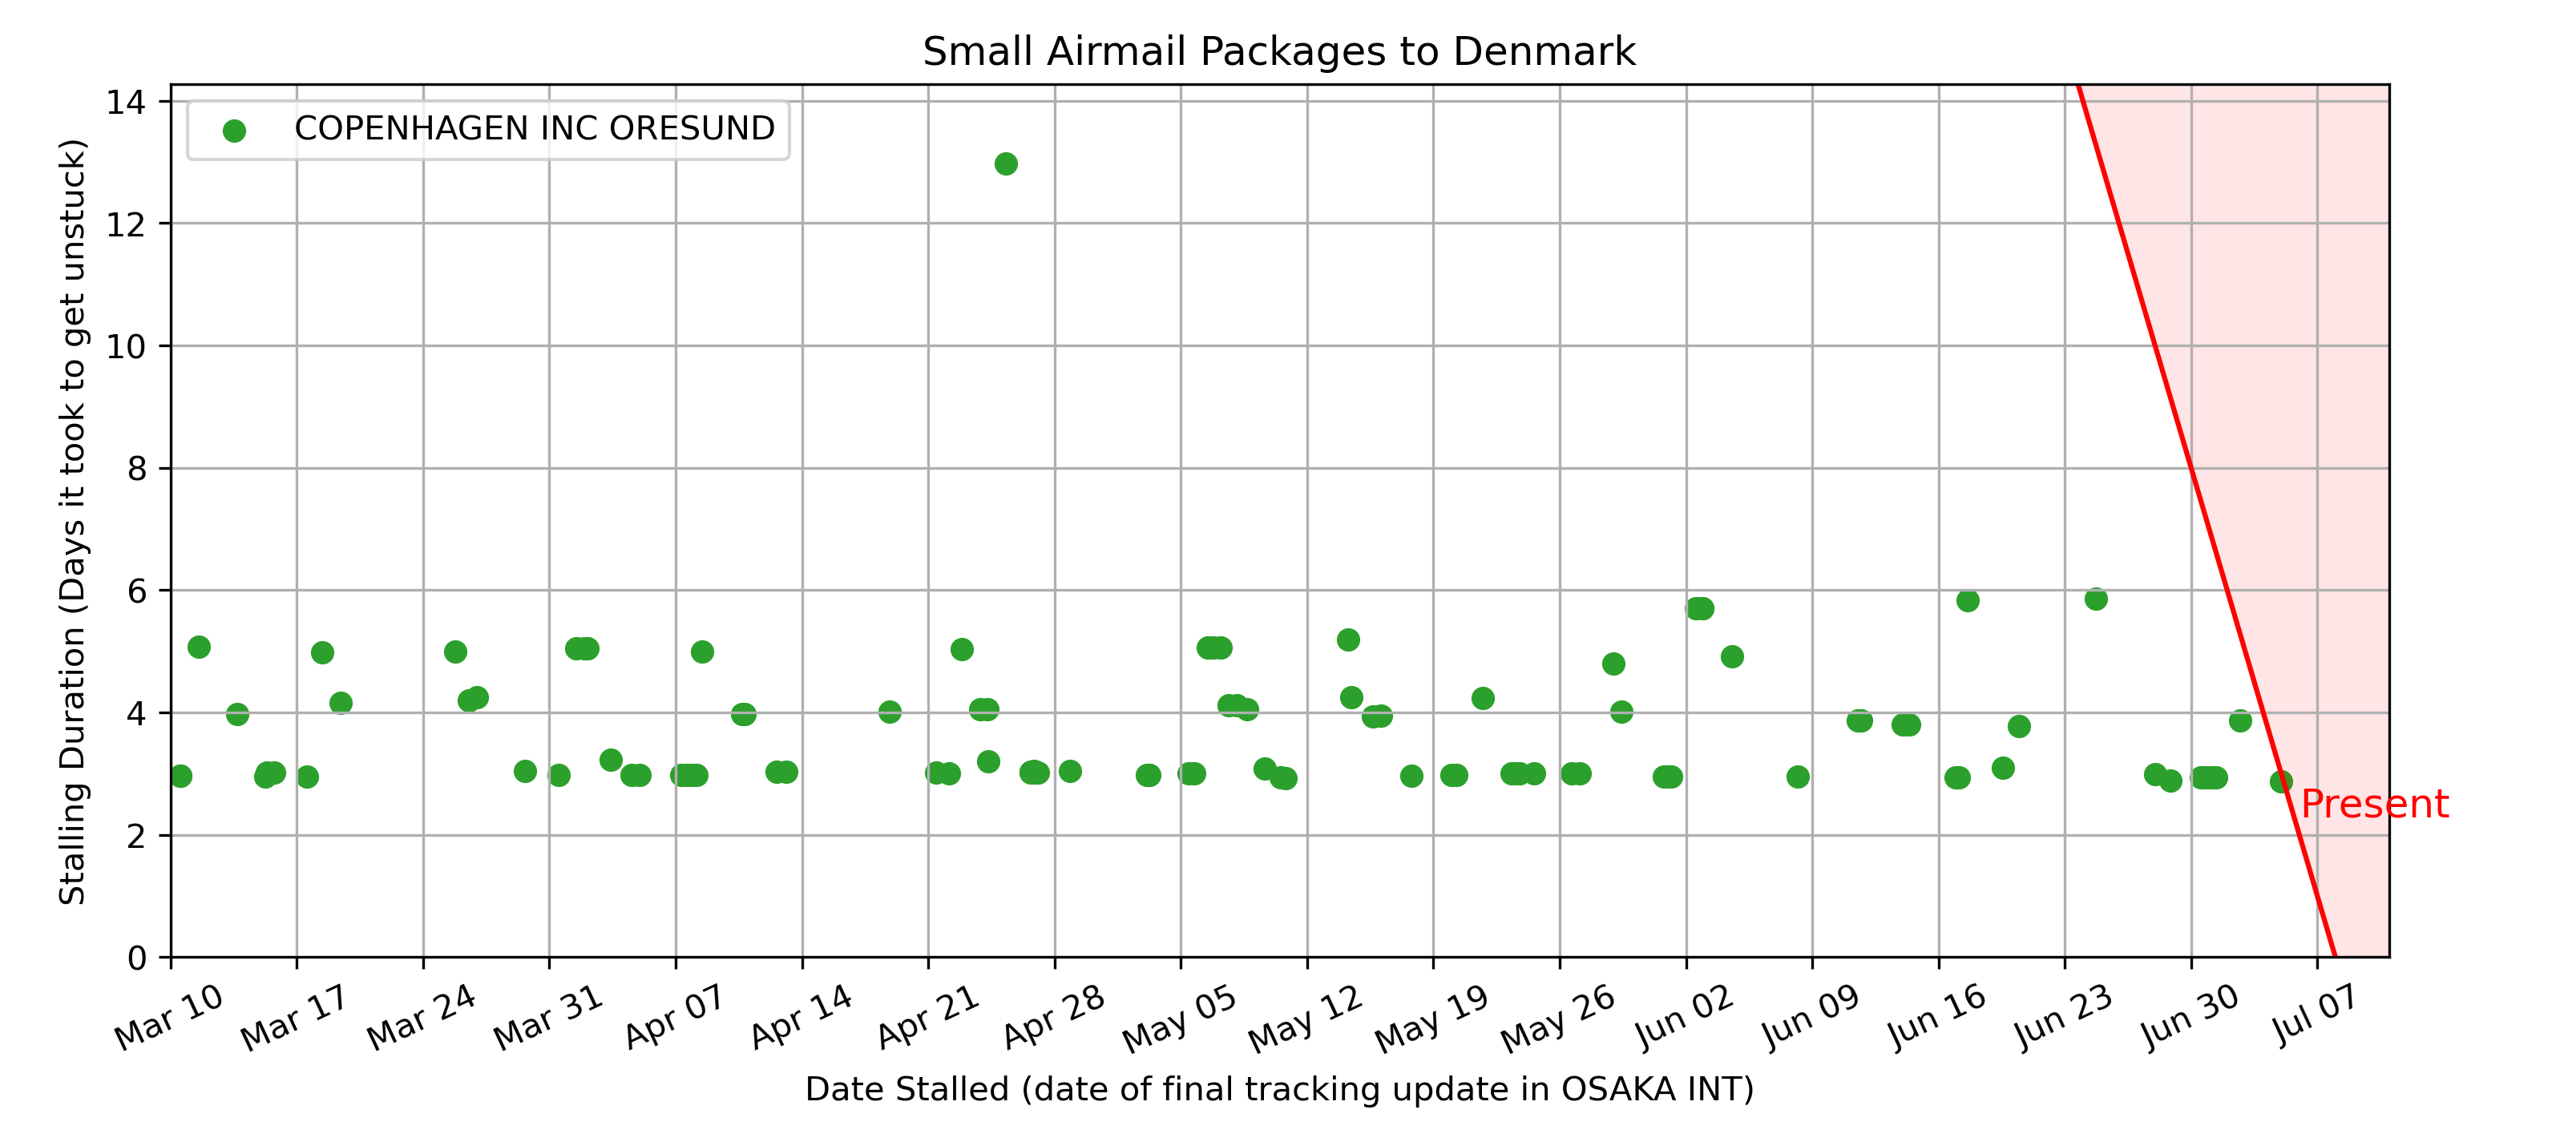 Small Airmail Packages to Denmark
COPENHAGEN INC ORESUND
Stalling Duration (Days it took to get unstuck)
14
12
10
8
6
4
2
0
Present
Mar 10
Mar 17
Mar 24
Mar 31
Apr 07
Apr 14
Apr 21
Apr 28
May 05
May 12
May 19
May 26
Jun 02
Jun 09
Jun 16
Jun 23
Jun 30
Jul 07
Date Stalled (date of final tracking update in OSAKA INT)